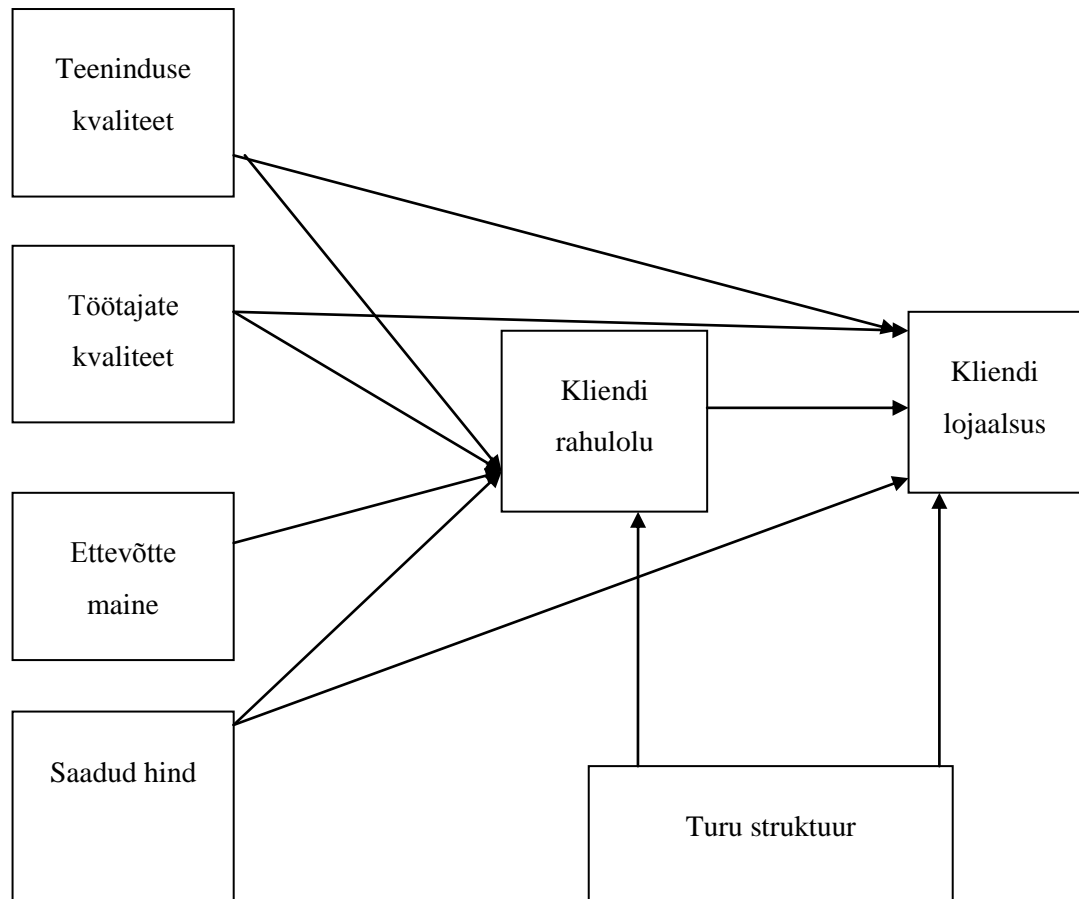 Teeninduse
kvaliteet
Töötajate
kvaliteet
Kliendi
rahulolu
Kliendi
lojaalsus
Ettevõtte
maine
Saadud hind
Turu struktuur